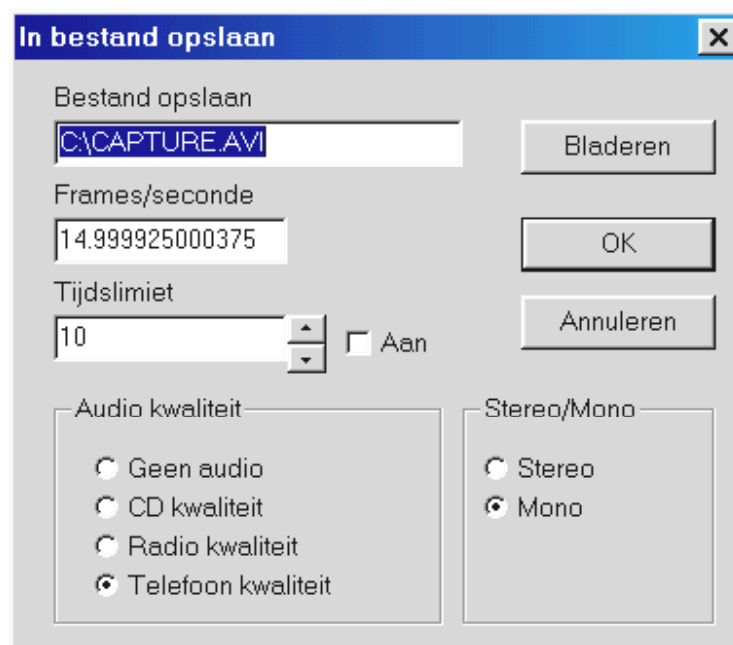 In bestand opslaan
Bestand opslaan
C:\CAPTURE.AVI
Bladeren
Frames/seconde
14.999925000375
OK
Tijdslimiet
10
Aan
Annuleren
Audio kwaliteit
Geen audio
CD kwaliteit
Radio kwaliteit
Telefoon kwaliteit
Stereo/Mono
Stereo
Mono